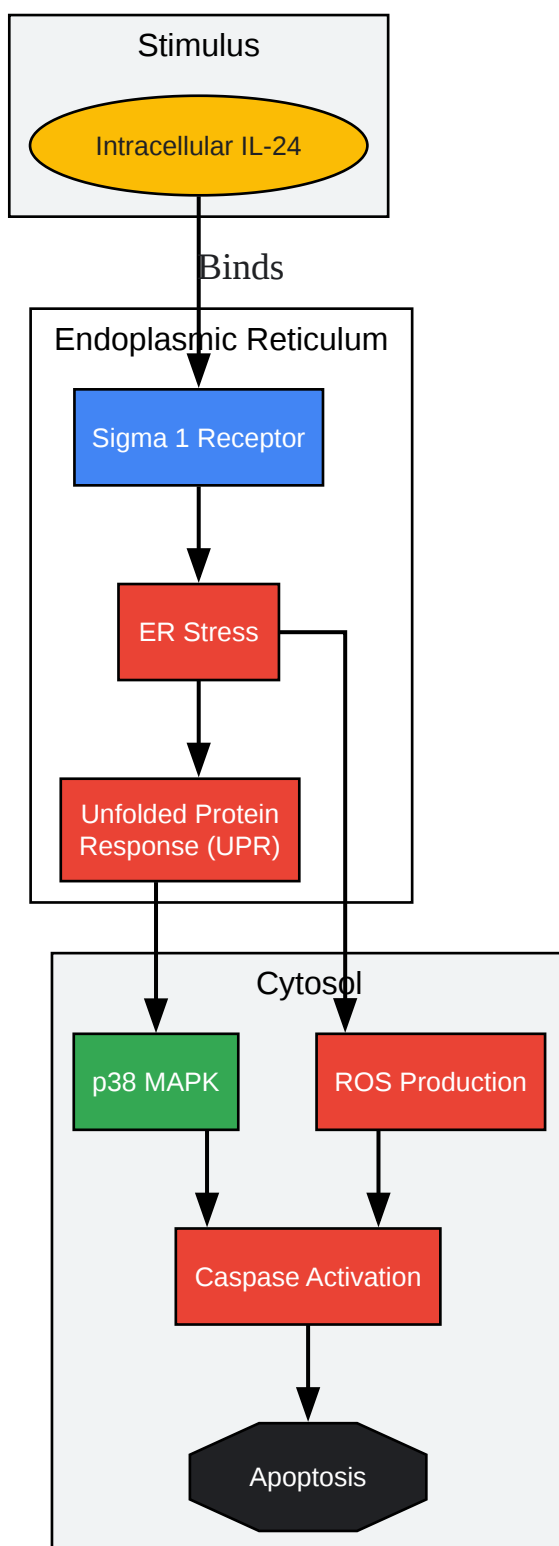 Stimulus
Intracellular IL-24
Binds
Endoplasmic Reticulum
Sigma 1 Receptor
ER Stress
Unfolded Protein
Response (UPR)
Cytosol
p38 MAPK
ROS Production
Caspase Activation
Apoptosis